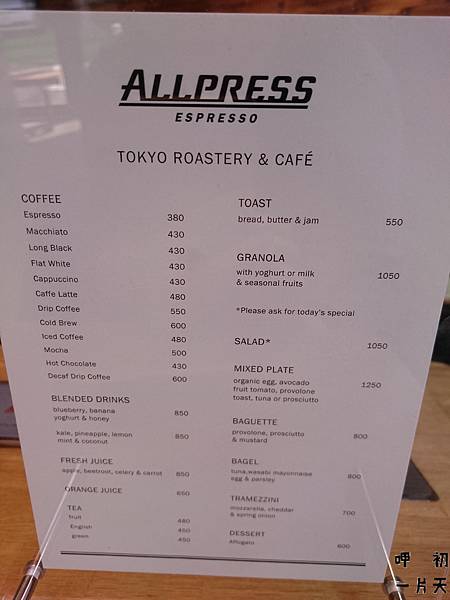 ALLPRESS
ESPRESSO
TOKYO ROASTERY & CAFÉ
COFFEE
Espresso 380
Macchiato 430
Long Black 430
Flat White 430
Cappuccino 430
Caffe Latte 480
Drip Coffee 550
Cold Brew 600
Iced Coffee 480
Mocha 500
Hot Chocolate 430
Decaf Drip Coffee 600
BLENDED DRINKS
blueberry, banana
yoghurt & honey 850
kale, pineapple, lemon
mint & coconut 850
FRESH JUICE
apple, beetroot, celery & carrot 850
ORANGE JUICE 650
TEA
fruit 480
English 450
green 450
TOAST
bread, butter & jam 550
GRANOLA
with yoghurt or milk 1050
& seasonal fruits
*Please ask for today's special
SALAD* 1050
MIXED PLATE
organic egg, avocado 1250
fruit tomato, provolone
toast, tuna or prosciutto
BAGUETTE
provolone, prosciutto 800
& mustard
BAGEL
tuna,wasabi mayonnaise 800
egg & parsley
TRAMEZZINI
mozzarella, cheddar 700
& spring onion
DESSERT
Affogato 600
呷 初
一片天